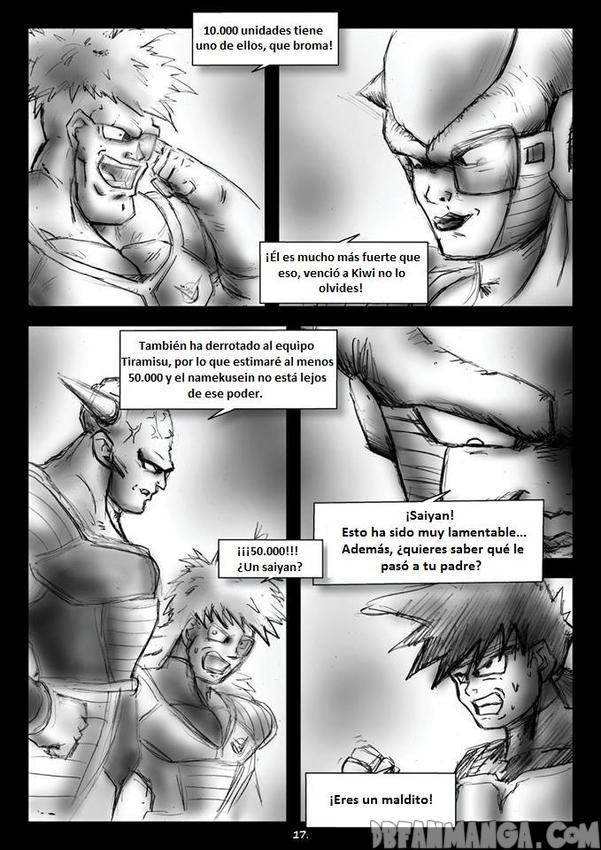 10.000 unidades tiene
uno de ellos, que broma!
¡Él es mucho más fuerte que
eso, venció a Kiwi no lo
olvides!
También ha derrotado al equipo
Tiramisu, por lo que estimaré al menos
50.000 y el namekusein no está lejos
de ese poder.
¡¡¡50.000!!!
¿Un saiyan?
¡Saiyan!
Esto ha sido muy lamentable...
Además, ¿quieres saber qué le
pasó a tu padre?
¡Eres un maldito!
17.
DBFANMANGA.COM